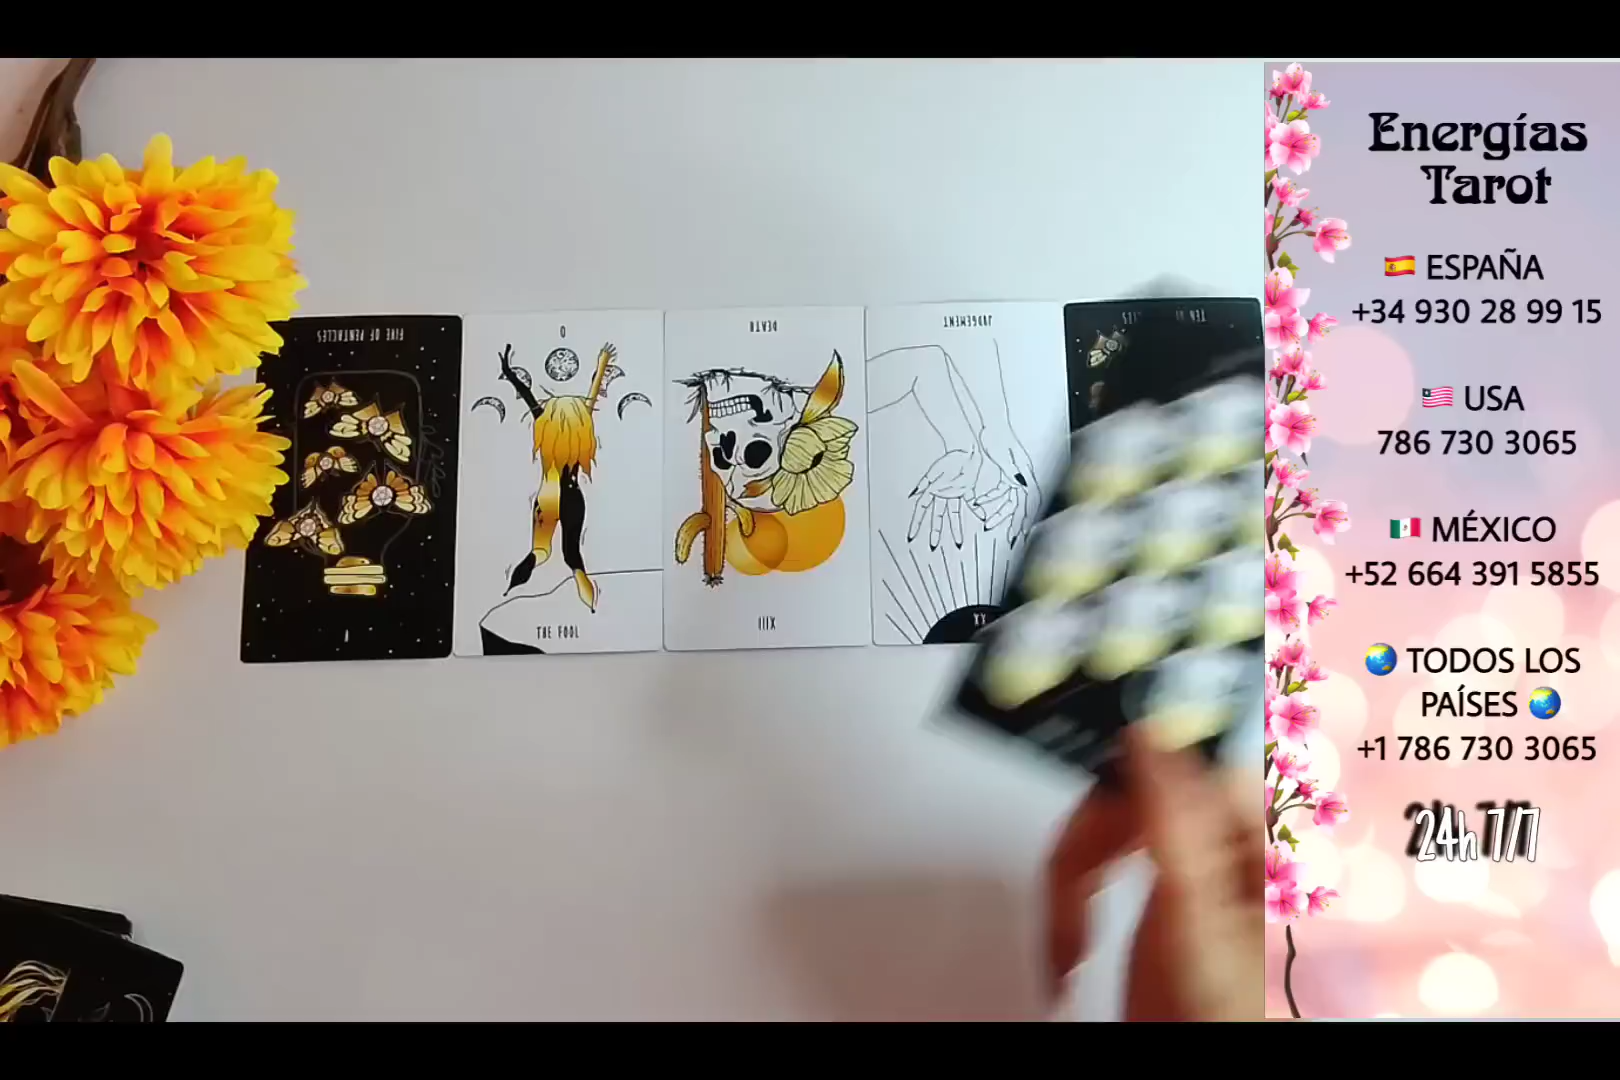 FIVE OF PENTACLES
I
0
THE FOOL
DEATH
XIII
JUDGEMENT
XX
TEN
Energías
Tarot
🇪🇸 ESPAÑA
+34 930 28 99 15
🇲🇾 USA
786 730 3065
🇲🇽 MÉXICO
+52 664 391 5855
🌏 TODOS LOS
PAÍSES 🌏
+1 786 730 3065
24h 7/7